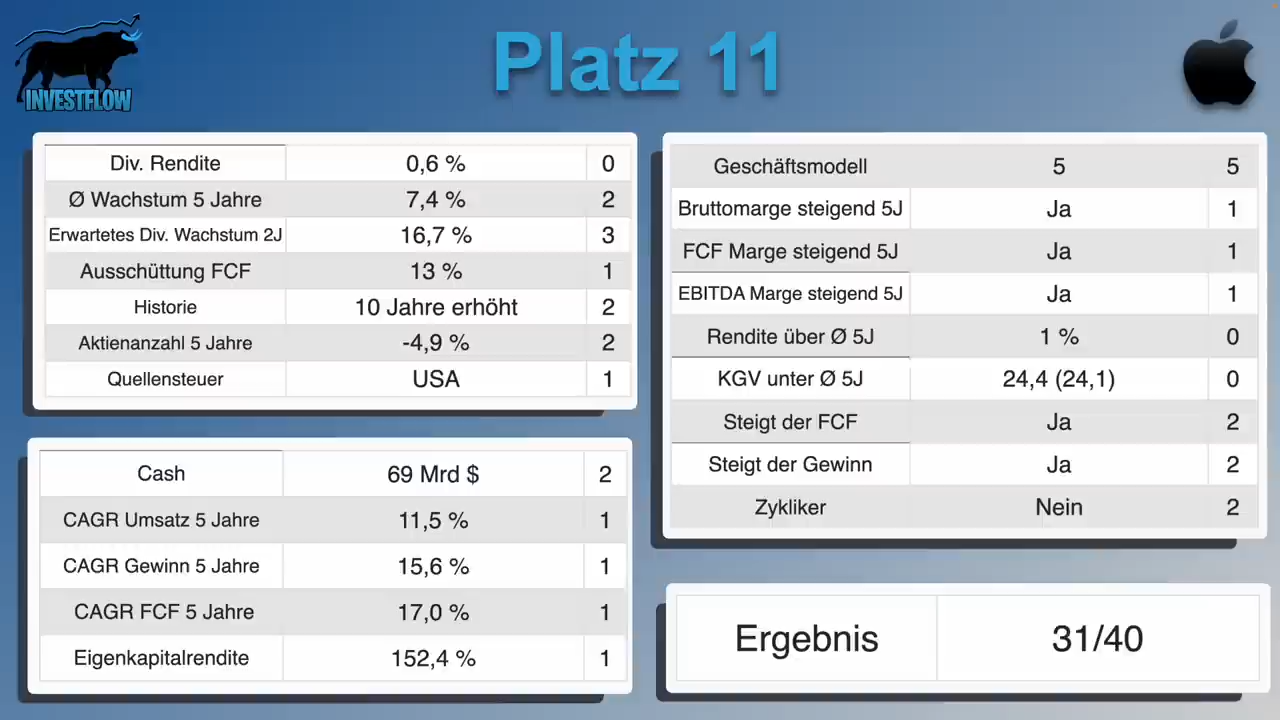 INVESTFLOW
Platz 11
Div. Rendite 0,6 % 0
Ø Wachstum 5 Jahre 7,4 % 2
Erwartetes Div. Wachstum 2J 16,7 % 3
Ausschüttung FCF 13 % 1
Historie 10 Jahre erhöht 2
Aktienanzahl 5 Jahre -4,9 % 2
Quellensteuer USA 1
Cash 69 Mrd $ 2
CAGR Umsatz 5 Jahre 11,5 % 1
CAGR Gewinn 5 Jahre 15,6 % 1
CAGR FCF 5 Jahre 17,0 % 1
Eigenkapitalrendite 152,4 % 1
Geschäftsmodell 5 5
Bruttomarge steigend 5J Ja 1
FCF Marge steigend 5J Ja 1
EBITDA Marge steigend 5J Ja 1
Rendite über Ø 5J 1 % 0
KGV unter Ø 5J 24,4 (24,1) 0
Steigt der FCF Ja 2
Steigt der Gewinn Ja 2
Zykliker Nein 2
Ergebnis 31/40